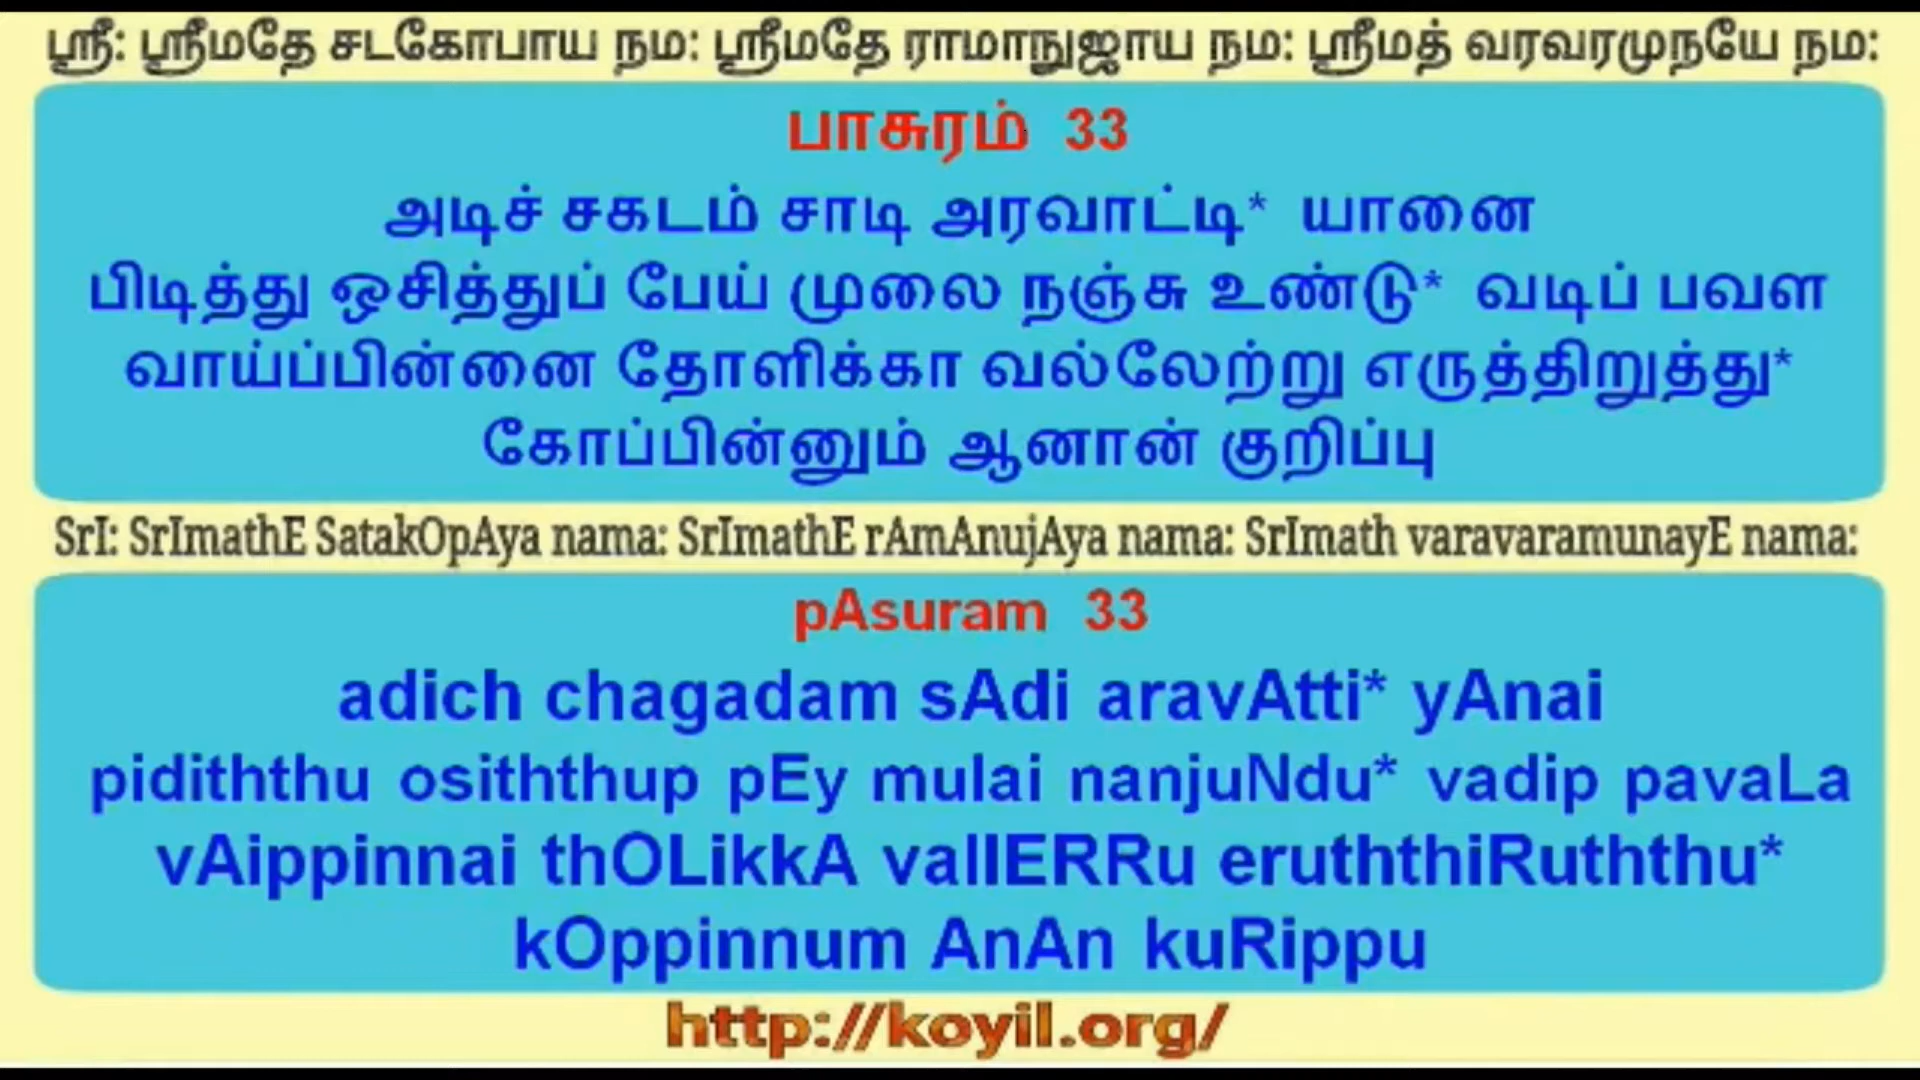 ஸ்ரீ: ஸ்ரீமதே சடகோபாய நம: ஸ்ரீமதே ராமாநுஜாய நம: ஸ்ரீமத் வரவரமுநயே நம:
பாசுரம் 33
அடிச் சகடம் சாடி அரவாட்டி* யானை
பிடித்து ஒசித்துப் பேய் முலை நஞ்சு உண்டு* வடிப் பவள
வாய்ப்பின்னை தோளிக்கா வல்லேற்று எருத்திறுத்து*
கோப்பின்னும் ஆனான் குறிப்பு
SrI: SrImathE SatakOpAya nama: SrImathE rAmAnujAya nama: SrImath varavaramunayE nama:
pAsuram 33
adich chagadam sAdi aravAtti* yAnai
pidiththu osiththup pEy mulai nanjuNdu* vadip pavaLa
vAippinnai thOLikkA vallERRu eruththiRuththu*
kOppinnum AnAn kuRippu
http://koyil.org/